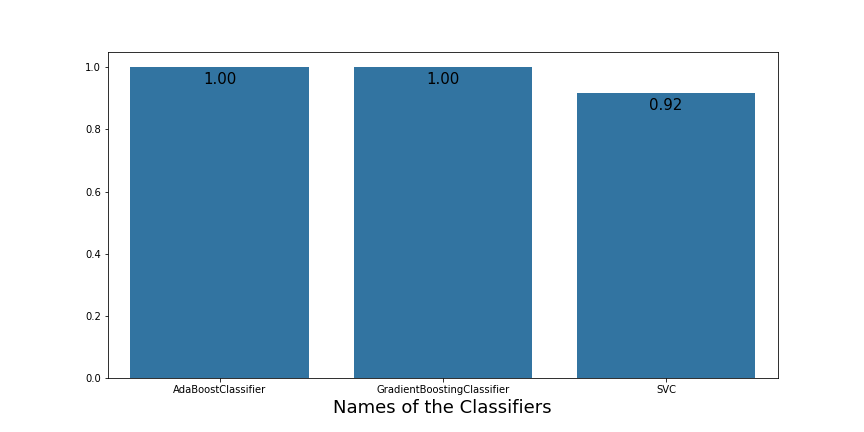 1.0
0.8
0.6
0.4
0.2
0.0
1.00
1.00
0.92
AdaBoostClassifier
GradientBoostingClassifier
SVC
Names of the Classifiers